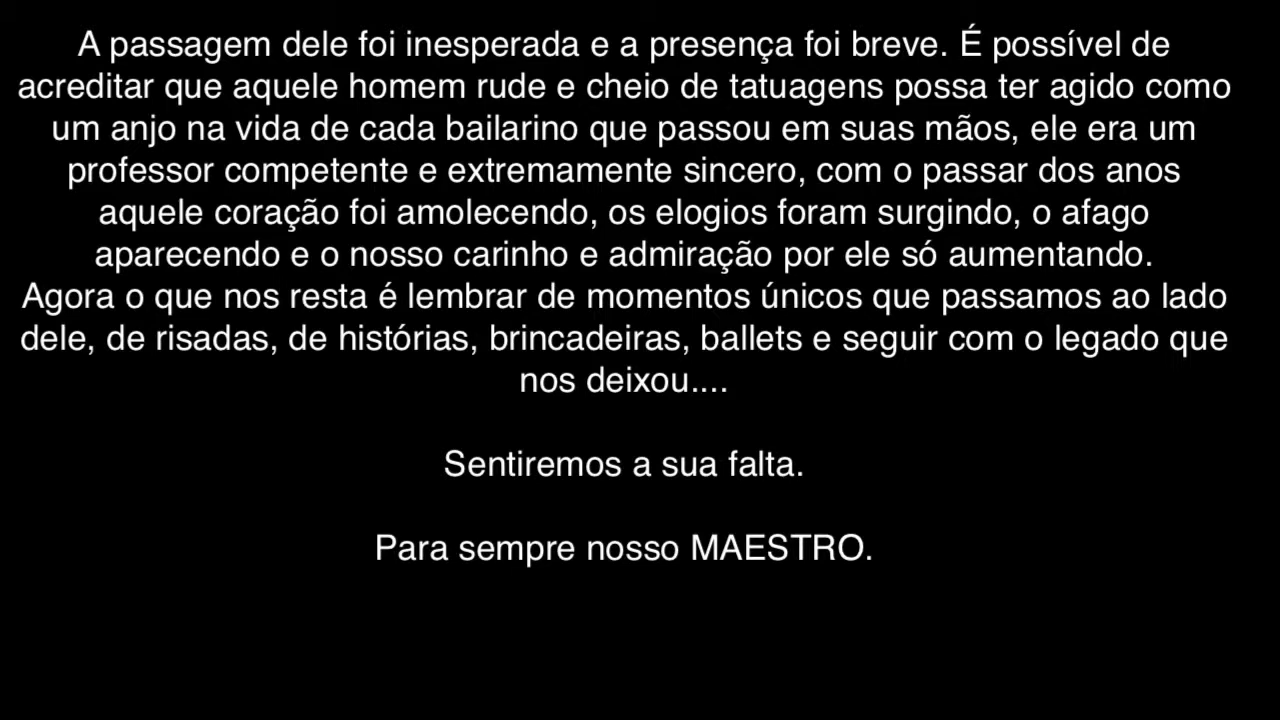 A passagem dele foi inesperada e a presença foi breve. É possível de
acreditar que aquele homem rude e cheio de tatuagens possa ter agido como
um anjo na vida de cada bailarino que passou em suas mãos, ele era um
professor competente e extremamente sincero, com o passar dos anos
aquele coração foi amolecendo, os elogios foram surgindo, o afago
aparecendo e o nosso carinho e admiração por ele só aumentando.
Agora o que nos resta é lembrar de momentos únicos que passamos ao lado
dele, de risadas, de histórias, brincadeiras, ballets e seguir com o legado que
nos deixou....
Sentiremos a sua falta.
Para sempre nosso MAESTRO.